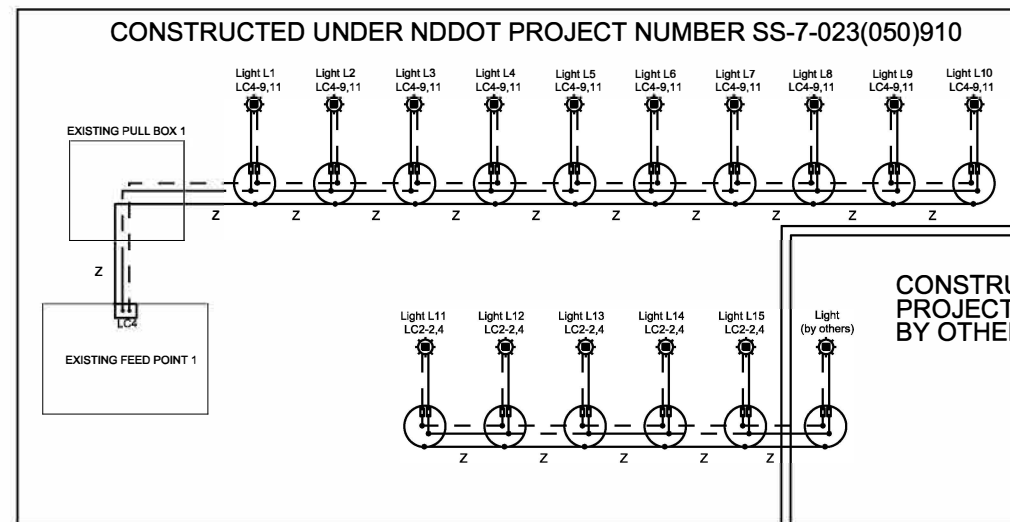 CONSTRUCTED UNDER NDDOT PROJECT NUMBER SS-7-023(050)910
Light L1
LC4-9,11
Light L2
LC4-9,11
Light L3
LC4-9,11
Light L4
LC4-9,11
Light L5
LC4-9,11
Light L6
LC4-9,11
Light L7
LC4-9,11
Light L8
LC4-9,11
Light L9
LC4-9,11
Light L10
LC4-9,11
EXISTING PULL BOX 1
Z Z Z Z Z Z Z Z Z Z
Z
LC4
EXISTING FEED POINT 1
CONSTRU
PROJECT
BY OTHE
Light L11
LC2-2,4
Light L12
LC2-2,4
Light L13
LC2-2,4
Light L14
LC2-2,4
Light L15
LC2-2,4
Light
(by others)
Z Z Z Z Z